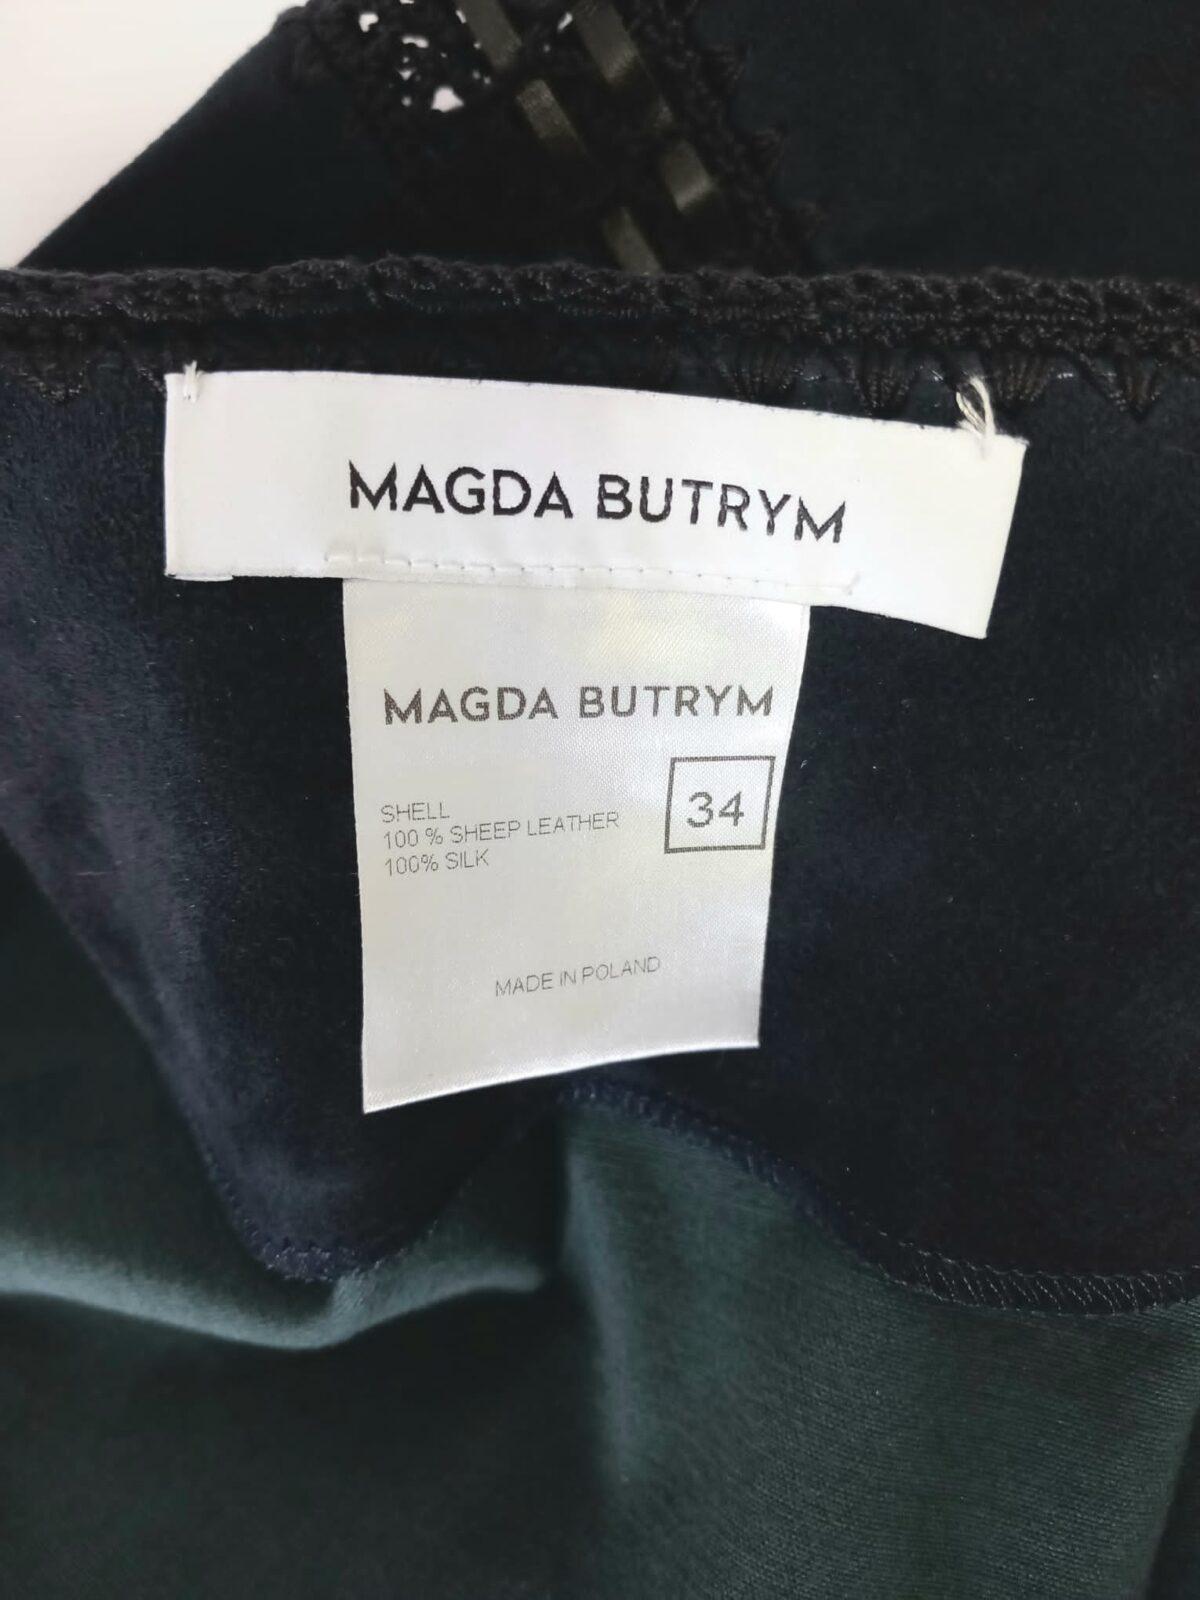 MAGDA BUTRYM
MAGDA BUTRYM
34
SHELL
100 % SHEEP LEATHER
100% SILK
MADE IN POLAND